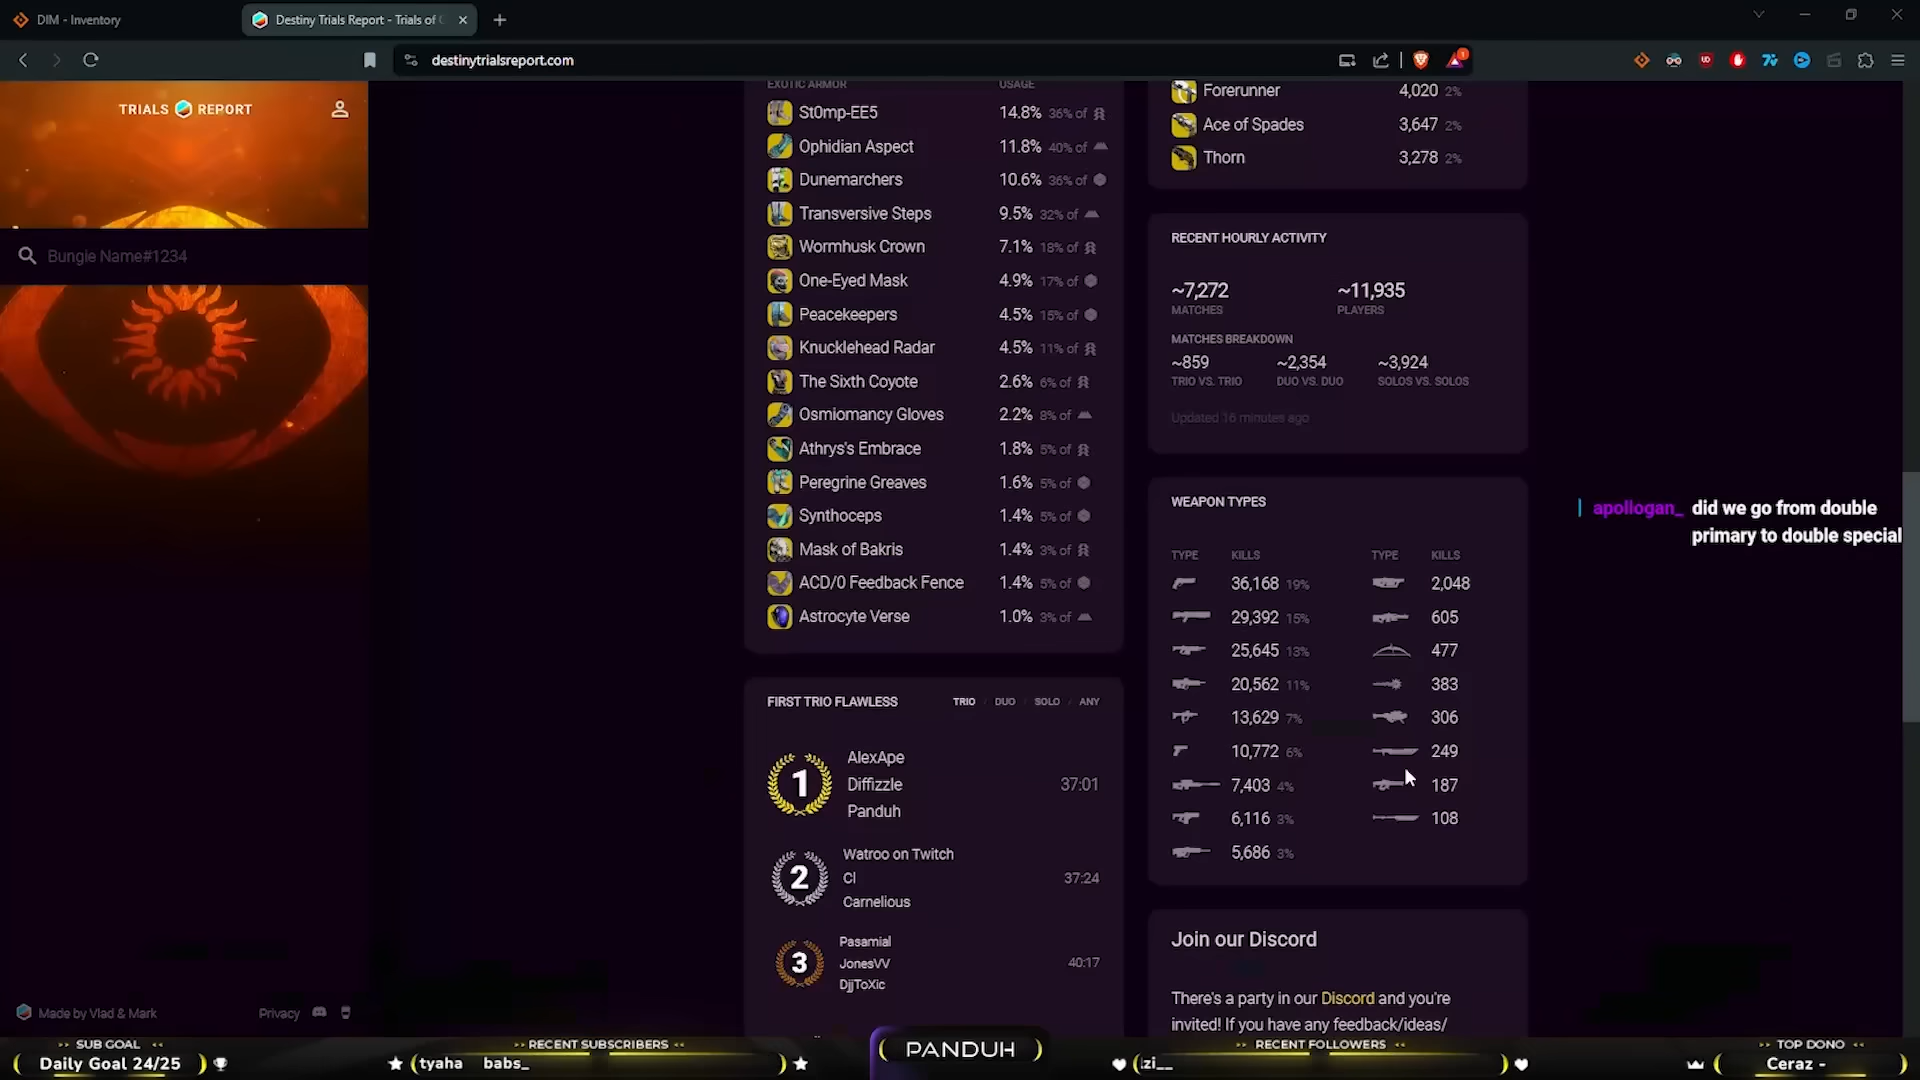 DIM - Inventory
Destiny Trials Report - Trials of
destinytrialsreport.com
TRIALS REPORT
Bungie Name#1234
EXOTIC ARMOR USAGE
St0mp-EE5 14.8% 36% of
Ophidian Aspect 11.8% 40% of
Dunemarchers 10.6% 36% of
Transversive Steps 9.5% 32% of
Wormhusk Crown 7.1% 18% of
One-Eyed Mask 4.9% 17% of
Peacekeepers 4.5% 15% of
Knucklehead Radar 4.5% 11% of
The Sixth Coyote 2.6% 6% of
Osmiomancy Gloves 2.2% 8% of
Athrys's Embrace 1.8% 5% of
Peregrine Greaves 1.6% 5% of
Synthoceps 1.4% 5% of
Mask of Bakris 1.4% 3% of
ACD/0 Feedback Fence 1.4% 5% of
Astrocyte Verse 1.0% 3% of
FIRST TRIO FLAWLESS TRIO / DUO / SOLO / ANY
1
AlexApe
Diffizzle 37:01
Panduh
2
Watroo on Twitch
Cl 37:24
Carnelious
3
Pasamial
JonesVV 40:17
DjjToXic
Forerunner 4,020 2%
Ace of Spades 3,647 2%
Thorn 3,278 2%
RECENT HOURLY ACTIVITY
~7,272 ~11,935
MATCHES PLAYERS
MATCHES BREAKDOWN
~859 ~2,354 ~3,924
TRIO VS. TRIO DUO VS. DUO SOLOS VS. SOLOS
Updated 16 minutes ago
WEAPON TYPES
TYPE KILLS TYPE KILLS
36,168 19% 2,048
29,392 15% 605
25,645 13% 477
20,562 11% 383
13,629 7% 306
10,772 6% 249
7,403 4% 187
6,116 3% 108
5,686 3%
Join our Discord
There's a party in our Discord and you're
invited! If you have any feedback/ideas/
apollogan_ did we go from double
primary to double special
Made by Vlad & Mark Privacy
SUB GOAL
Daily Goal 24/25
RECENT SUBSCRIBERS
tyaha babs_
PANDUH
RECENT FOLLOWERS
zi__
TOP DONO
Ceraz -